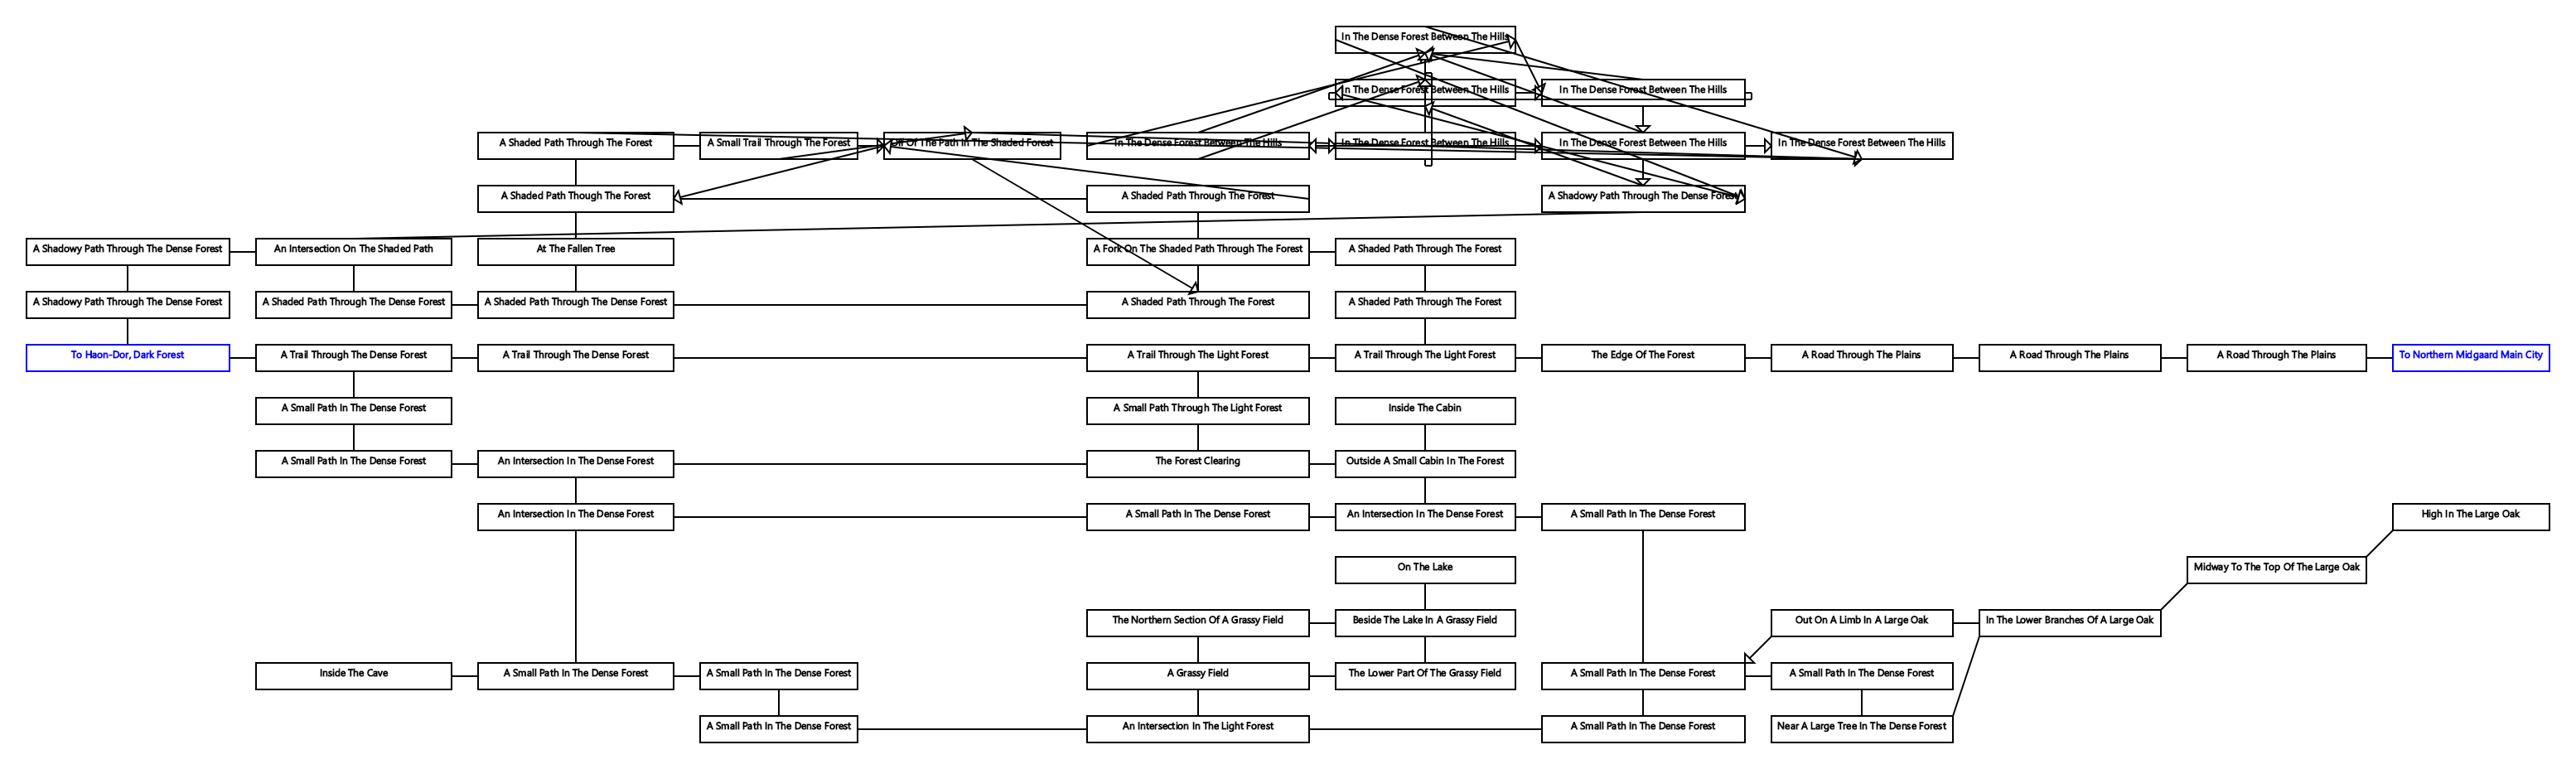 In The Dense Forest Between The Hills
In The Dense Forest Between The Hills
In The Dense Forest Between The Hills
A Shaded Path Through The Forest
A Small Trail Through The Forest
Off Of The Path In The Shaded Forest
In The Dense Forest Between The Hills
In The Dense Forest Between The Hills
In The Dense Forest Between The Hills
In The Dense Forest Between The Hills
A Shaded Path Though The Forest
A Shaded Path Through The Forest
A Shadowy Path Through The Dense Forest
A Shadowy Path Through The Dense Forest
An Intersection On The Shaded Path
At The Fallen Tree
A Fork On The Shaded Path Through The Forest
A Shaded Path Through The Forest
A Shadowy Path Through The Dense Forest
A Shaded Path Through The Dense Forest
A Shaded Path Through The Dense Forest
A Shaded Path Through The Forest
A Shaded Path Through The Forest
To Haon-Dor, Dark Forest
A Trail Through The Dense Forest
A Trail Through The Dense Forest
A Trail Through The Light Forest
A Trail Through The Light Forest
The Edge Of The Forest
A Road Through The Plains
A Road Through The Plains
A Road Through The Plains
To Northern Midgaard Main City
A Small Path In The Dense Forest
A Small Path Through The Light Forest
Inside The Cabin
A Small Path In The Dense Forest
An Intersection In The Dense Forest
The Forest Clearing
Outside A Small Cabin In The Forest
An Intersection In The Dense Forest
A Small Path In The Dense Forest
An Intersection In The Dense Forest
A Small Path In The Dense Forest
High In The Large Oak
On The Lake
Midway To The Top Of The Large Oak
The Northern Section Of A Grassy Field
Beside The Lake In A Grassy Field
Out On A Limb In A Large Oak
In The Lower Branches Of A Large Oak
Inside The Cave
A Small Path In The Dense Forest
A Small Path In The Dense Forest
A Grassy Field
The Lower Part Of The Grassy Field
A Small Path In The Dense Forest
A Small Path In The Dense Forest
A Small Path In The Dense Forest
An Intersection In The Light Forest
A Small Path In The Dense Forest
Near A Large Tree In The Dense Forest